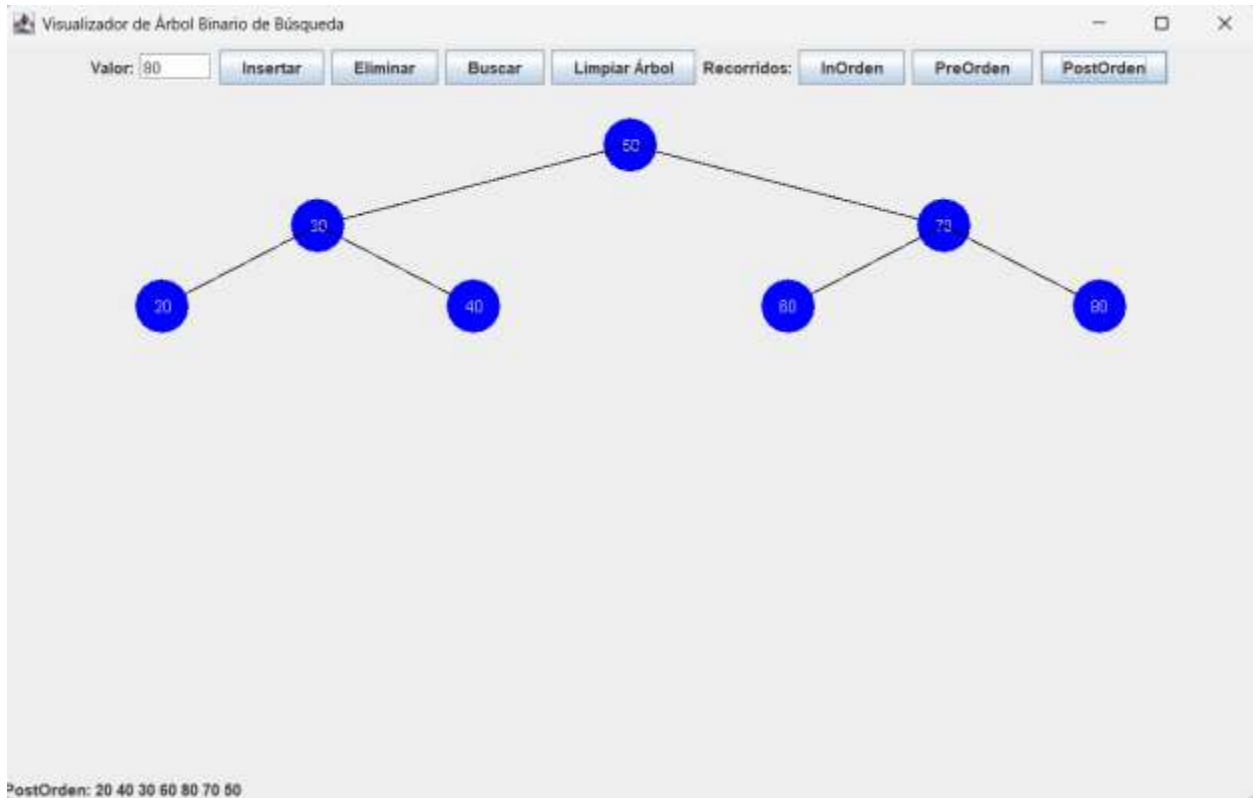 Visualizador de Árbol Binario de Búsqueda
Valor: 80 Insertar Eliminar Buscar Limpiar Árbol Recorridos: InOrden PreOrden PostOrden
50
30 70
20 40 60 80
PostOrden: 20 40 30 60 80 70 50